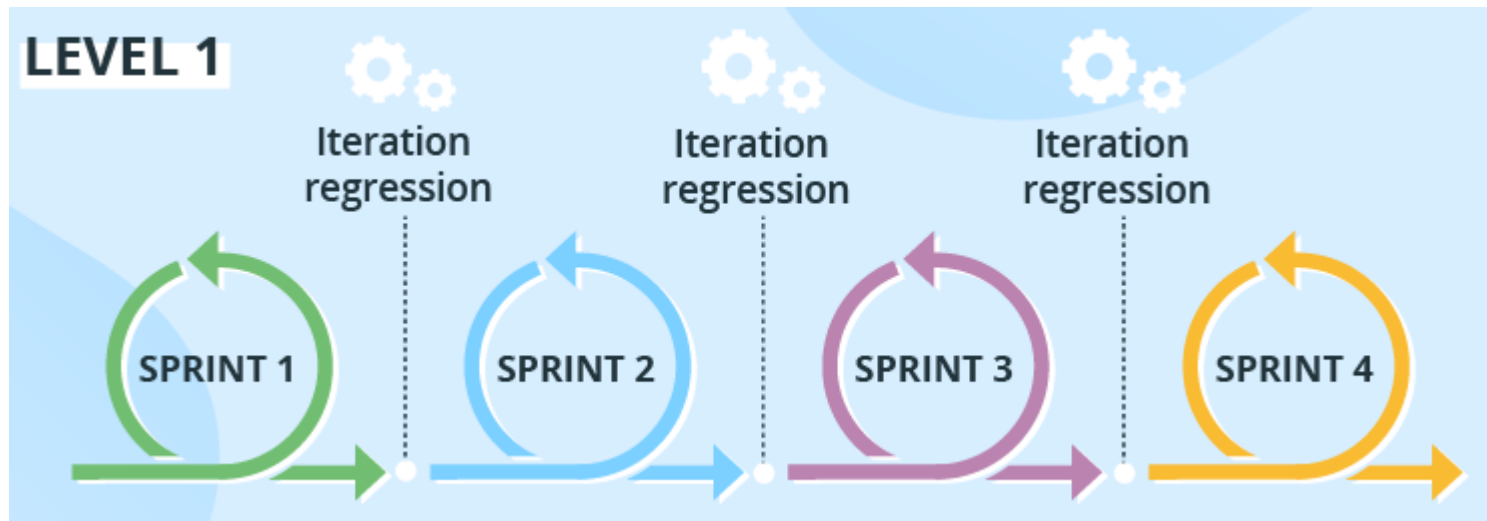 LEVEL 1
Iteration
regression
Iteration
regression
Iteration
regression
SPRINT 1
SPRINT 2
SPRINT 3
SPRINT 4